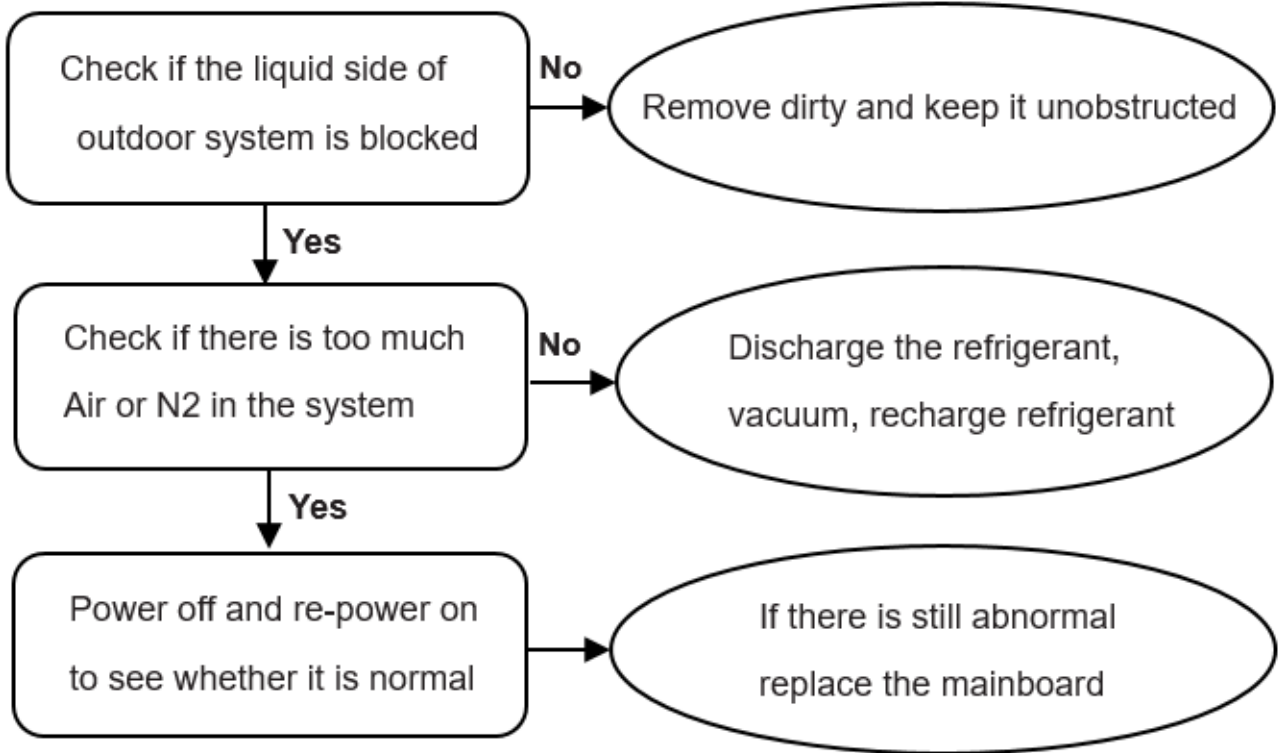 Check if the liquid side of
outdoor system is blocked
No
Remove dirty and keep it unobstructed
Yes
Check if there is too much
Air or N2 in the system
No
Discharge the refrigerant,
vacuum, recharge refrigerant
Yes
Power off and re-power on
to see whether it is normal
If there is still abnormal
replace the mainboard